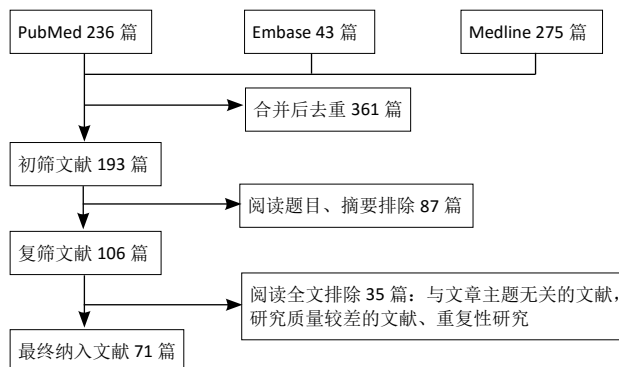 PubMed 236 篇
Embase 43 篇
Medline 275 篇
合并后去重 361 篇
初筛文献 193 篇
阅读题目、摘要排除 87 篇
复筛文献 106 篇
阅读全文排除 35 篇：与文章主题无关的文献，
研究质量较差的文献、重复性研究
最终纳入文献 71 篇